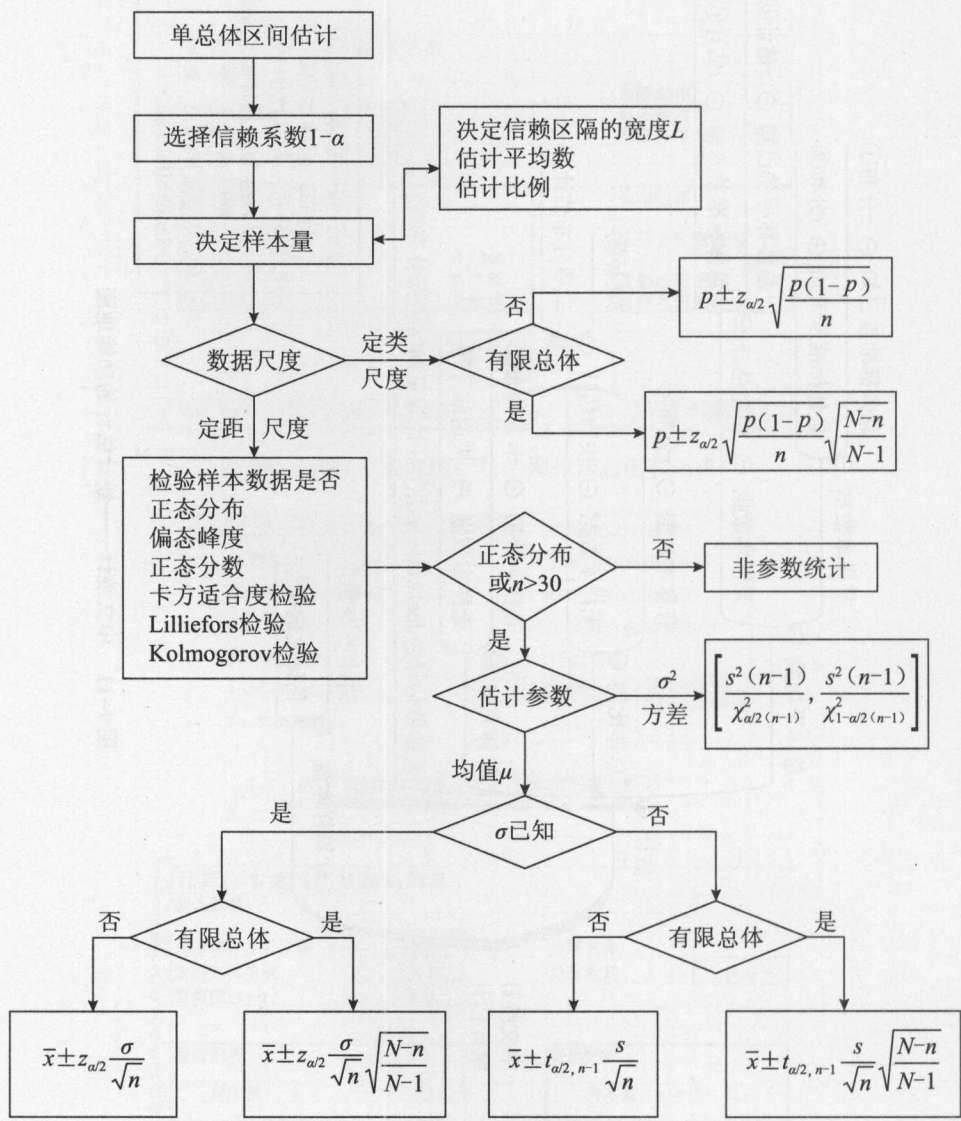 单总体区间估计
选择信赖系数1-α
决定信赖区隔的宽度L
估计平均数
估计比例
决定样本量
数据尺度
定类
尺度
有限总体
否
p±z_{α/2}√(p(1-p)/n)
是
p±z_{α/2}√(p(1-p)/n)√((N-n)/(N-1))
定距 尺度
检验样本数据是否
正态分布
偏态峰度
正态分数
卡方适合度检验
Lilliefors检验
Kolmogorov检验
正态分布
或n>30
否
非参数统计
是
估计参数
σ²
方差
[s²(n-1)/χ²_{α/2(n-1)}, s²(n-1)/χ²_{1-α/2(n-1)}]
均值μ
σ已知
是
否
有限总体
否
是
有限总体
否
是
x̄±z_{α/2} σ/√n
x̄±z_{α/2} σ/√n √((N-n)/(N-1))
x̄±t_{α/2, n-1} s/√n
x̄±t_{α/2, n-1} s/√n √((N-n)/(N-1))